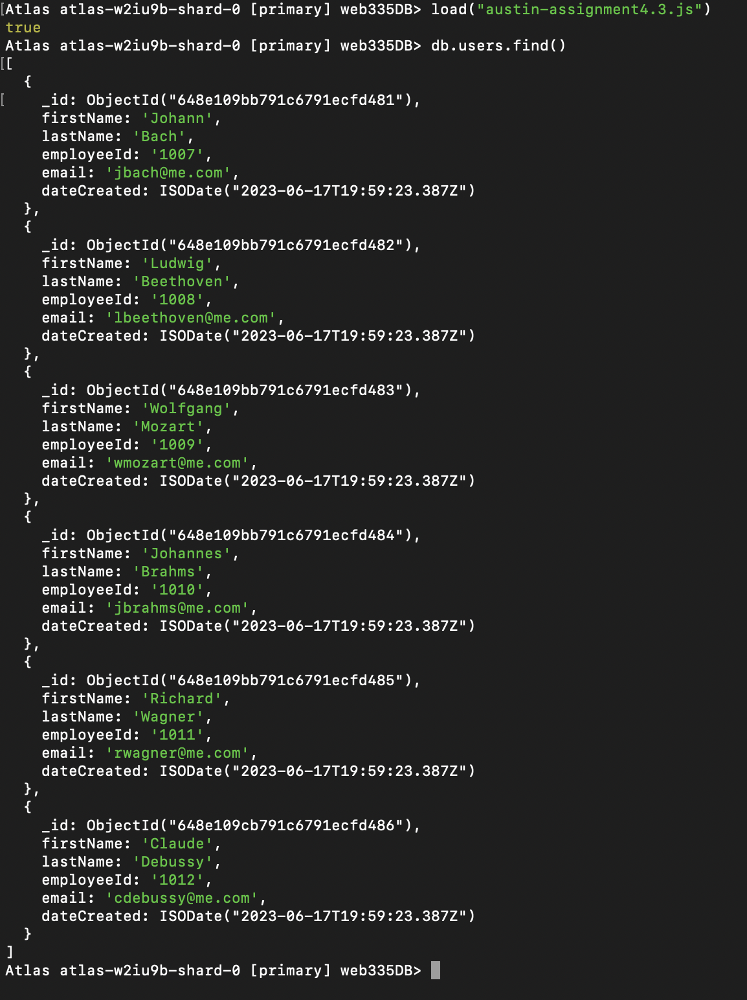 [Atlas atlas-w2iu9b-shard-0 [primary] web335DB> load("austin-assignment4.3.js")
true
Atlas atlas-w2iu9b-shard-0 [primary] web335DB> db.users.find()
[[
  {
[    _id: ObjectId("648e109bb791c6791ecfd481"),
    firstName: 'Johann',
    lastName: 'Bach',
    employeeId: '1007',
    email: 'jbach@me.com',
    dateCreated: ISODate("2023-06-17T19:59:23.387Z")
  },
  {
    _id: ObjectId("648e109bb791c6791ecfd482"),
    firstName: 'Ludwig',
    lastName: 'Beethoven',
    employeeId: '1008',
    email: 'lbeethoven@me.com',
    dateCreated: ISODate("2023-06-17T19:59:23.387Z")
  },
  {
    _id: ObjectId("648e109bb791c6791ecfd483"),
    firstName: 'Wolfgang',
    lastName: 'Mozart',
    employeeId: '1009',
    email: 'wmozart@me.com',
    dateCreated: ISODate("2023-06-17T19:59:23.387Z")
  },
  {
    _id: ObjectId("648e109bb791c6791ecfd484"),
    firstName: 'Johannes',
    lastName: 'Brahms',
    employeeId: '1010',
    email: 'jbrahms@me.com',
    dateCreated: ISODate("2023-06-17T19:59:23.387Z")
  },
  {
    _id: ObjectId("648e109bb791c6791ecfd485"),
    firstName: 'Richard',
    lastName: 'Wagner',
    employeeId: '1011',
    email: 'rwagner@me.com',
    dateCreated: ISODate("2023-06-17T19:59:23.387Z")
  },
  {
    _id: ObjectId("648e109cb791c6791ecfd486"),
    firstName: 'Claude',
    lastName: 'Debussy',
    employeeId: '1012',
    email: 'cdebussy@me.com',
    dateCreated: ISODate("2023-06-17T19:59:23.387Z")
  }
]
Atlas atlas-w2iu9b-shard-0 [primary] web335DB>